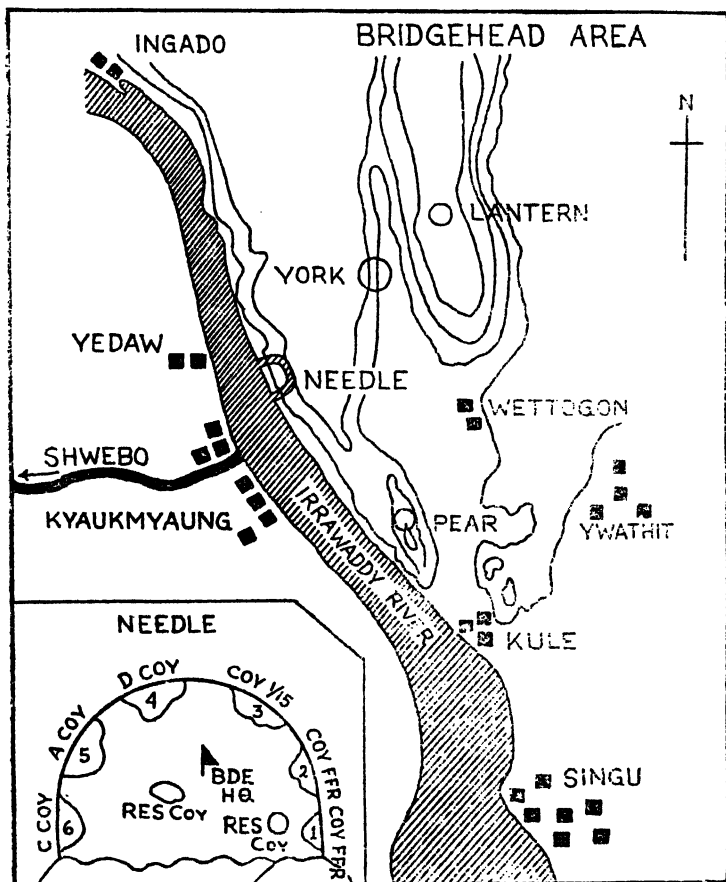 INGADO
BRIDGEHEAD AREA
N
LANTERN
YORK
YEDAW
NEEDLE
WETTOGON
SHWEBO
KYAUKMYAUNG
IRRAWADDY RIVER
PEAR
YWATHIT
KULE
SINGU
NEEDLE
C COY
A COY
D COY
COY 1/15
COY FFR
COY FFR
6
5
4
3
2
1
BDE
HQ
RES COY
RES
COY